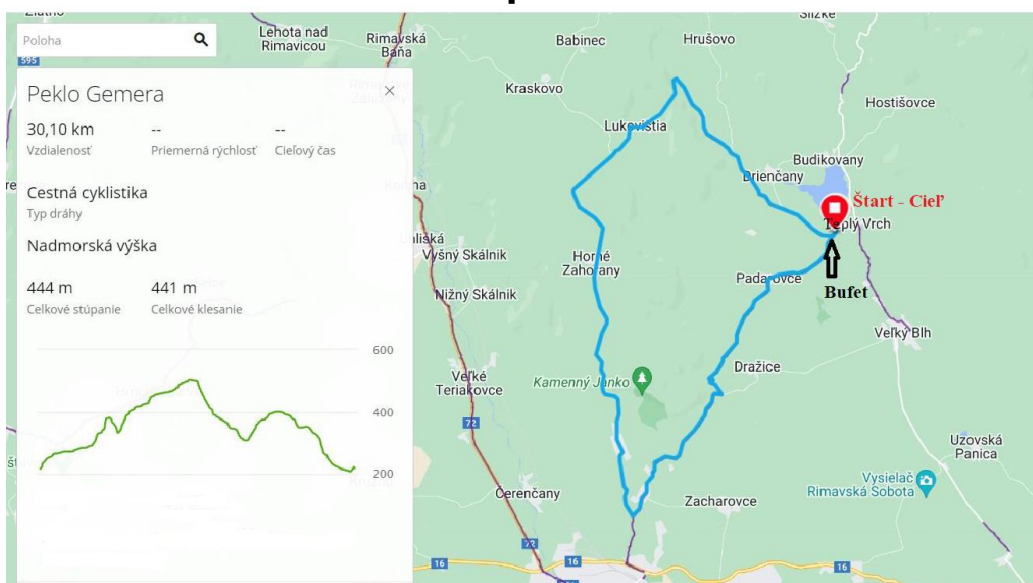 Poloha
595
Peklo Gemera
30,10 km
--
--
Vzdialenosť
Priemerná rýchlosť
Cieľový čas
Cestná cyklistika
Typ dráhy
Nadmorská výška
444 m
441 m
Celkové stúpanie
Celkové klesanie
600
400
200
Lehota nad
Rimavicou
Rimavská
Baňa
Babinec
Hrušovo
Kraskovo
Hostišovce
Lukovištia
Budikovany
Drienčany
Štart - Cieľ
Teplý Vrch
Vyšný Skálnik
Horné
Zahorany
Padarovce
Bufet
Nižný Skálnik
Veľký Blh
Dražice
Veľké
Teriakovce
Kamenný Janko
72
Uzovská
Panica
Vysielač
Rimavská Sobota
Čerenčany
Zacharovce
72
16
16
16